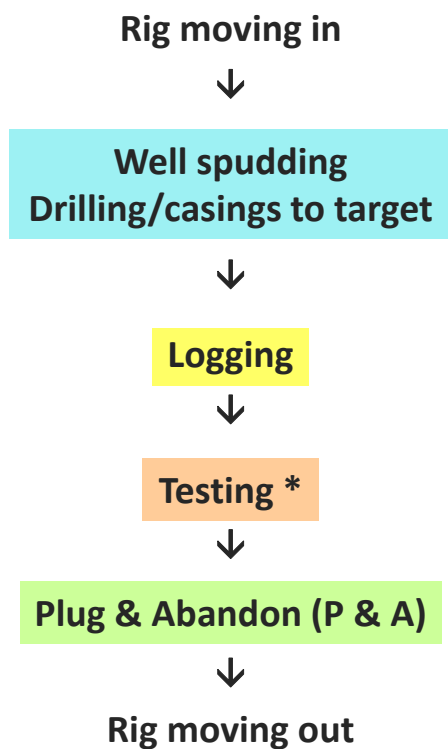 Rig moving in
Well spudding
Drilling/casings to target
Logging
Testing *
Plug & Abandon (P & A)
Rig moving out